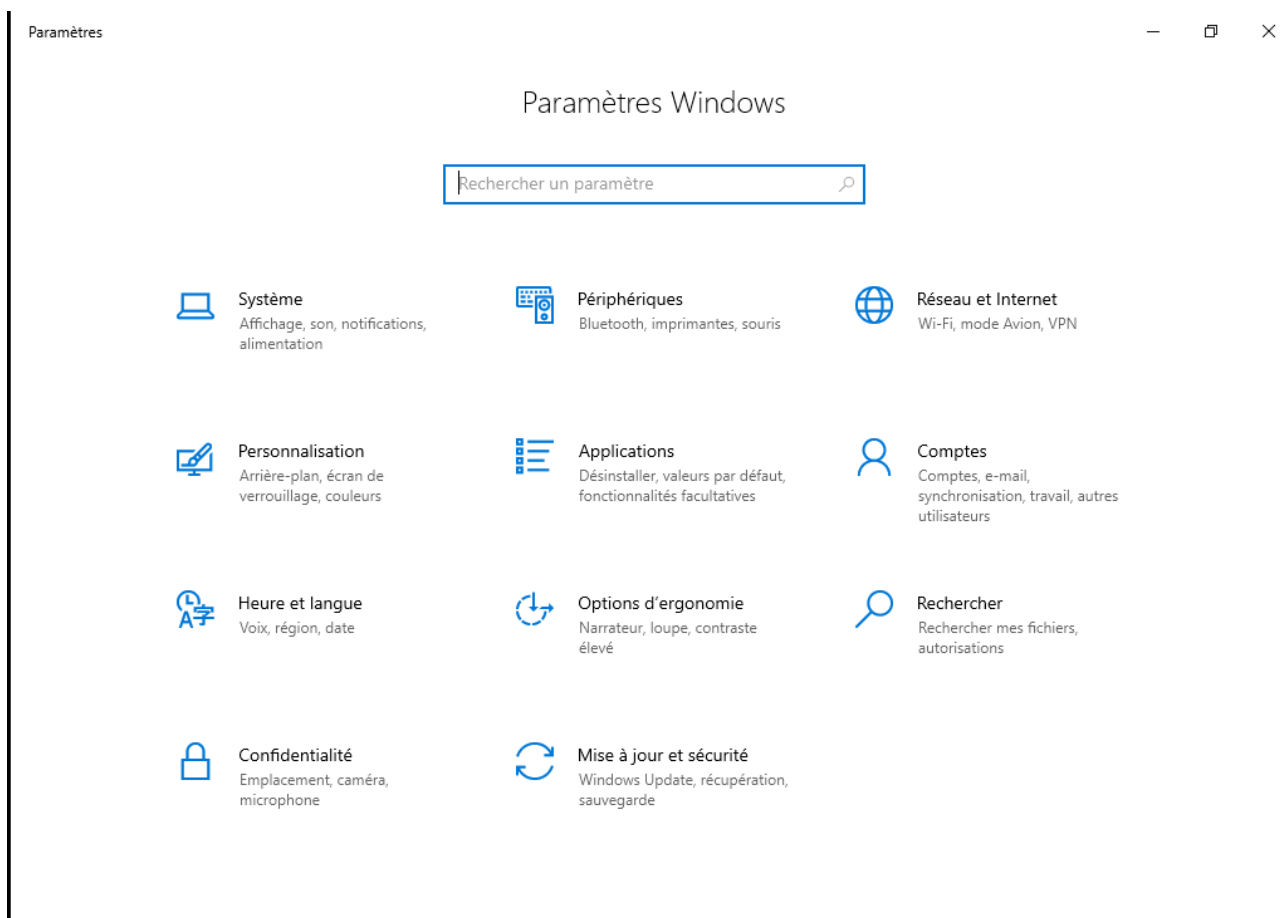 Paramètres
Paramètres Windows
Rechercher un paramètre
Système
Affichage, son, notifications,
alimentation
Périphériques
Bluetooth, imprimantes, souris
Réseau et Internet
Wi-Fi, mode Avion, VPN
Personnalisation
Arrière-plan, écran de
verrouillage, couleurs
Applications
Désinstaller, valeurs par défaut,
fonctionnalités facultatives
Comptes
Comptes, e-mail,
synchronisation, travail, autres
utilisateurs
A字
Heure et langue
Voix, région, date
Options d’ergonomie
Narrateur, loupe, contraste
élevé
Rechercher
Rechercher mes fichiers,
autorisations
Confidentialité
Emplacement, caméra,
microphone
Mise à jour et sécurité
Windows Update, récupération,
sauvegarde